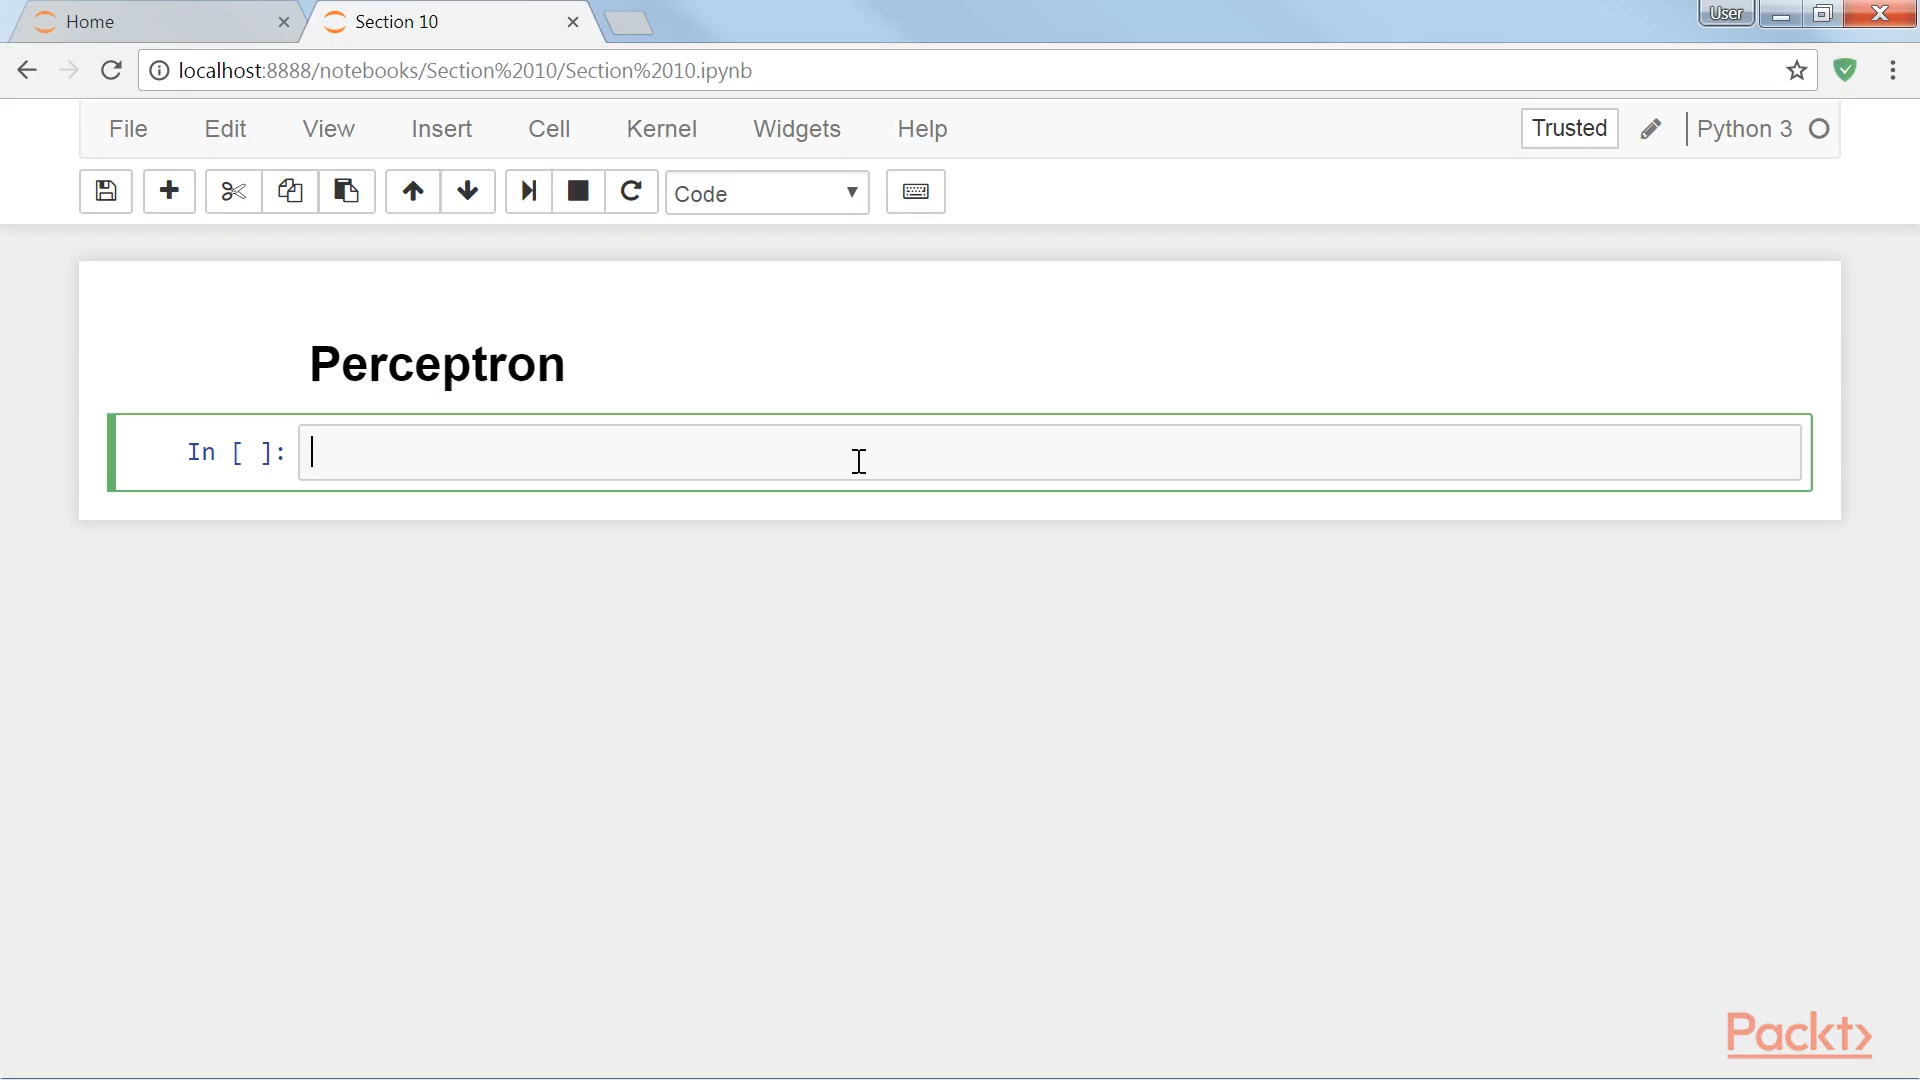 Home
Section 10
User
localhost:8888/notebooks/Section%2010/Section%2010.ipynb
File Edit View Insert Cell Kernel Widgets Help Trusted Python 3
Code
Perceptron
In [ ]:
Packt